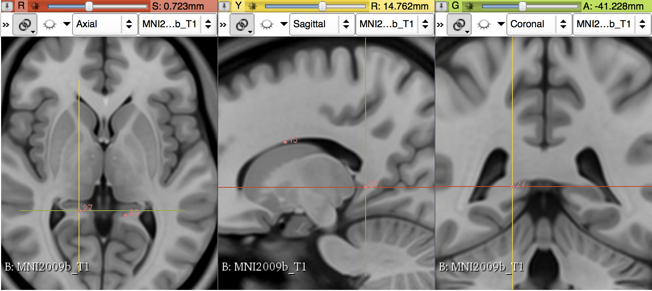 R S: 0.723mm Y R: 14.762mm G A: -41.228mm
» Axial MNI2...b_T1 » Sagittal MNI2...b_T1 » Coronal MNI2...b_T1
B: MNI2009b_T1 B: MNI2009b_T1 B: MNI2009b_T1